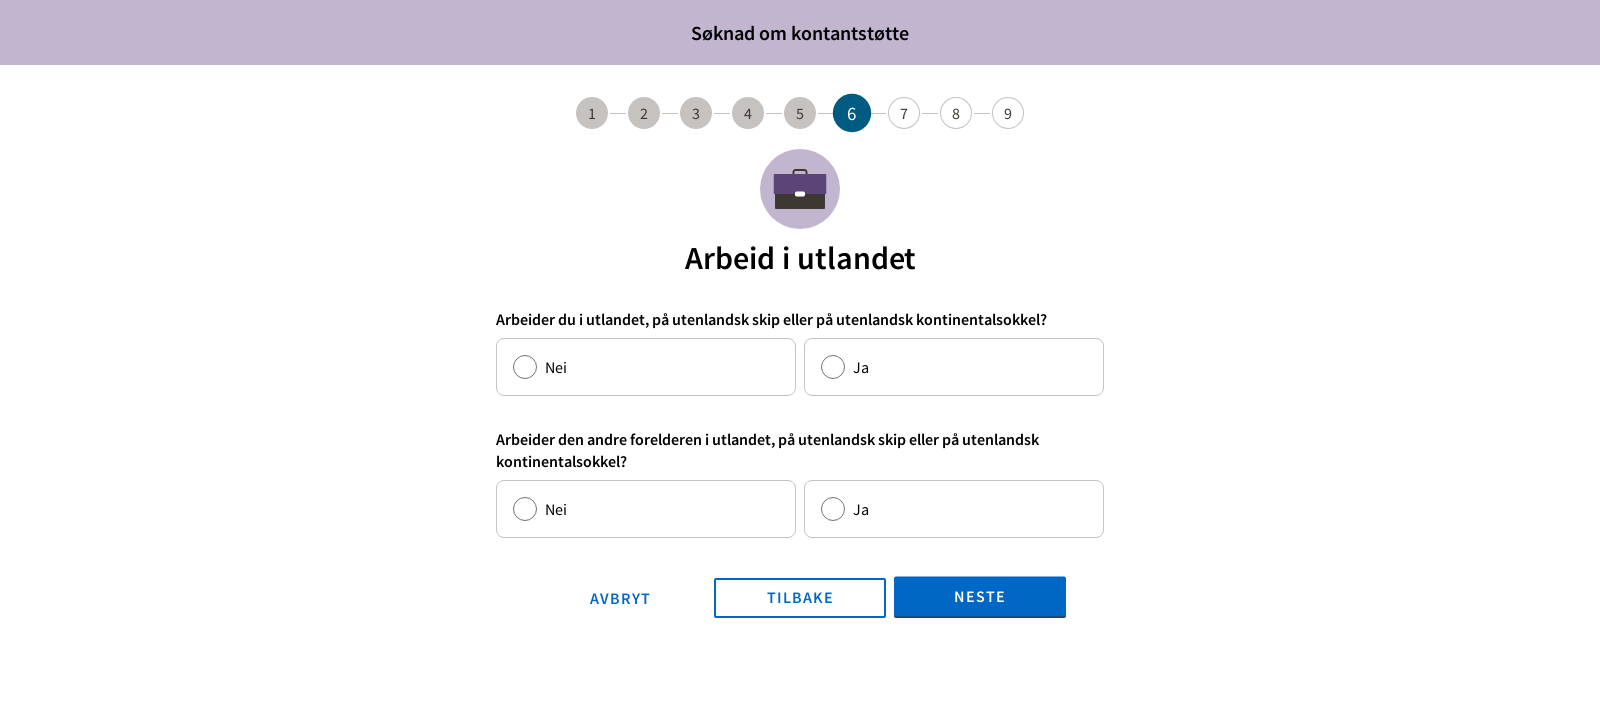 Søknad om kontantstøtte
1 2 3 4 5 6 7 8 9
Arbeid i utlandet
Arbeider du i utlandet, på utenlandsk skip eller på utenlandsk kontinentalsokkel?
Nei Ja
Arbeider den andre forelderen i utlandet, på utenlandsk skip eller på utenlandsk
kontinentalsokkel?
Nei Ja
AVBRYT TILBAKE NESTE